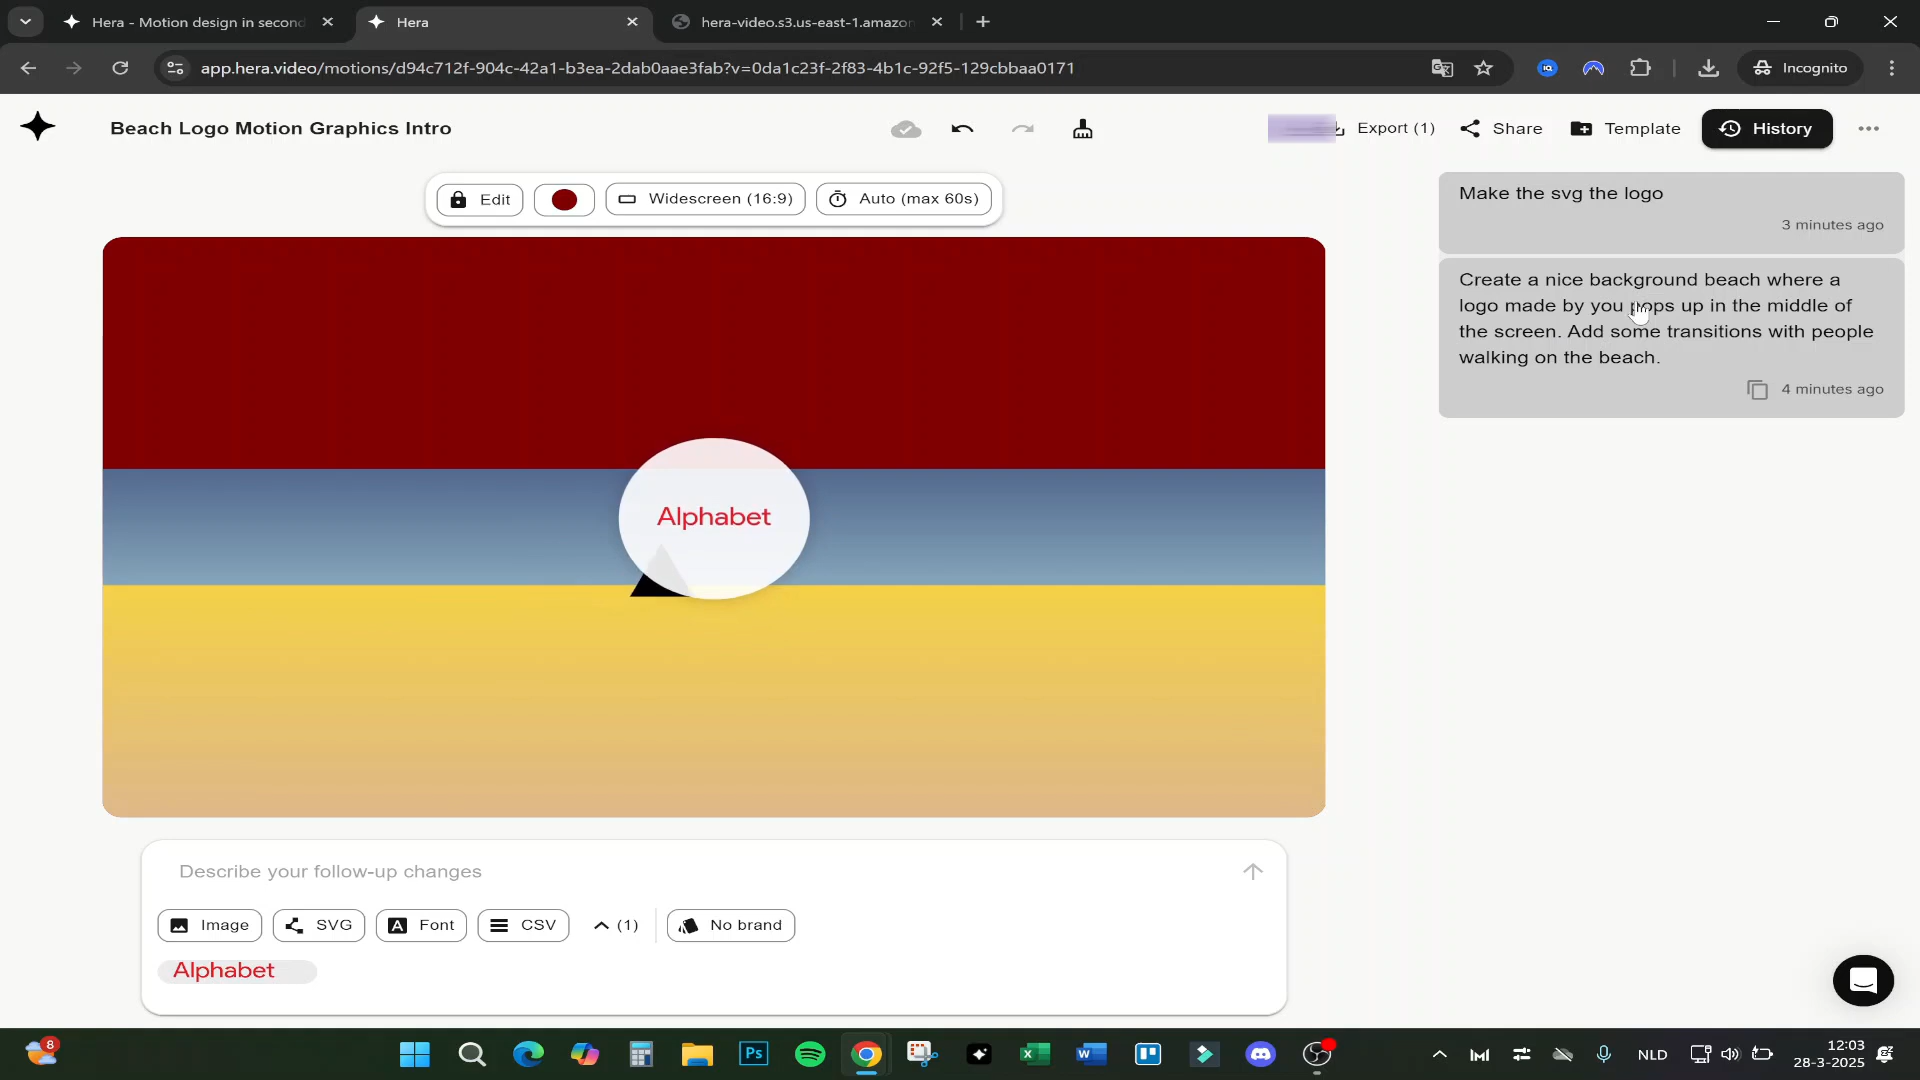 Hera - Motion design in second
Hera
hera-video.s3.us-east-1.amazon
app.hera.video/motions/d94c712f-904c-42a1-b3ea-2dab0aae3fab?v=0da1c23f-2f83-4b1c-92f5-129cbbaa0171
Incognito
Beach Logo Motion Graphics Intro
Export (1)
Share
Template
History
Edit
Widescreen (16:9)
Auto (max 60s)
Make the svg the logo
3 minutes ago
Create a nice background beach where a
logo made by you pops up in the middle of
the screen. Add some transitions with people
walking on the beach.
4 minutes ago
Alphabet
Describe your follow-up changes
Image
SVG
Font
CSV
(1)
No brand
Alphabet
8
Ps
NLD
12:03
28-3-2025